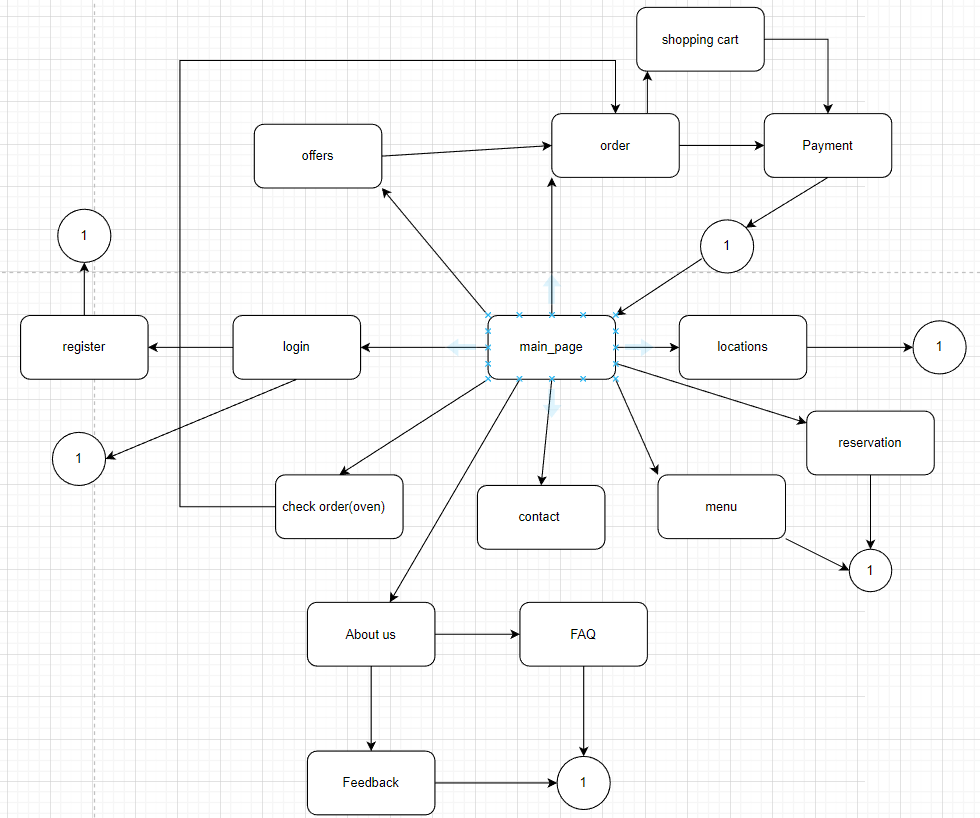 shopping cart
offers
order
Payment
1
1
register
login
main_page
locations
1
reservation
1
check order(oven)
contact
menu
1
About us
FAQ
Feedback
1